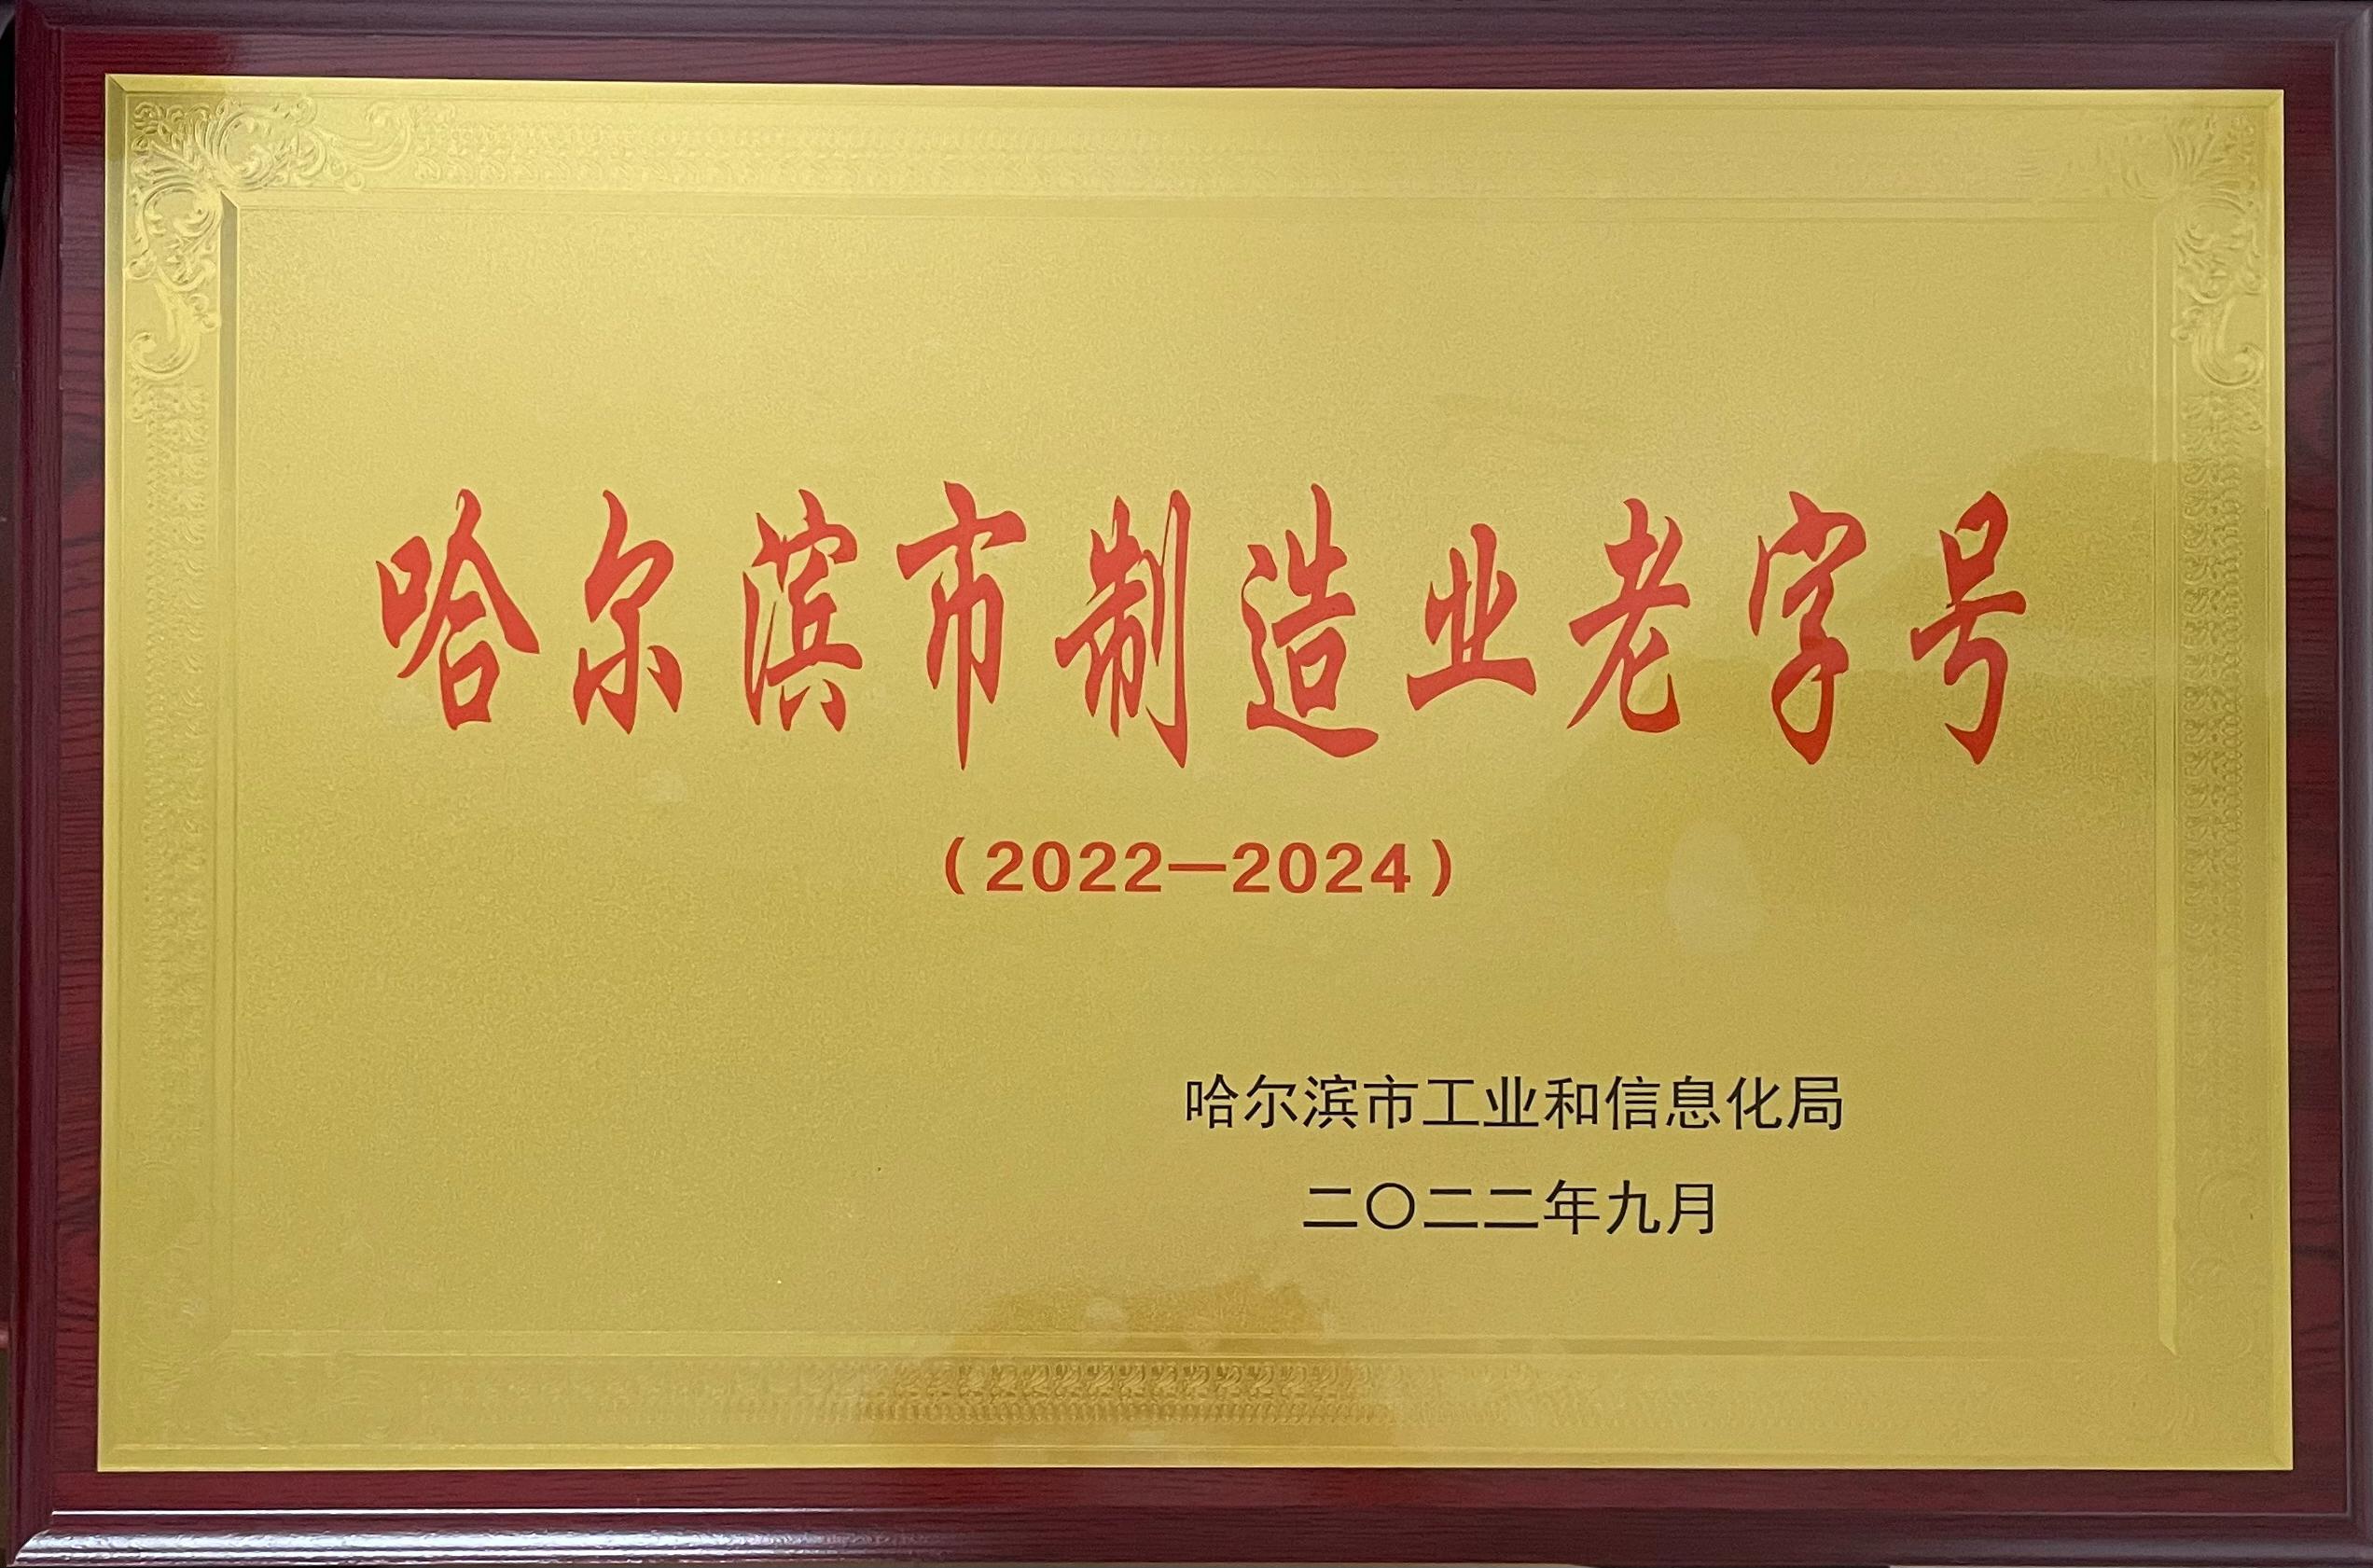 哈尔滨市制造业老字号
（2022—2024）
哈尔滨市工业和信息化局
二〇二二年九月